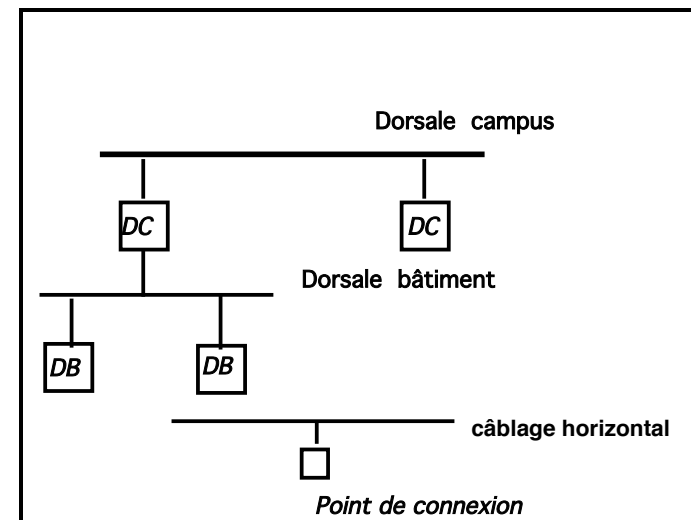 Dorsale campus
DC
DC
Dorsale bâtiment
DB
DB
câblage horizontal
Point de connexion